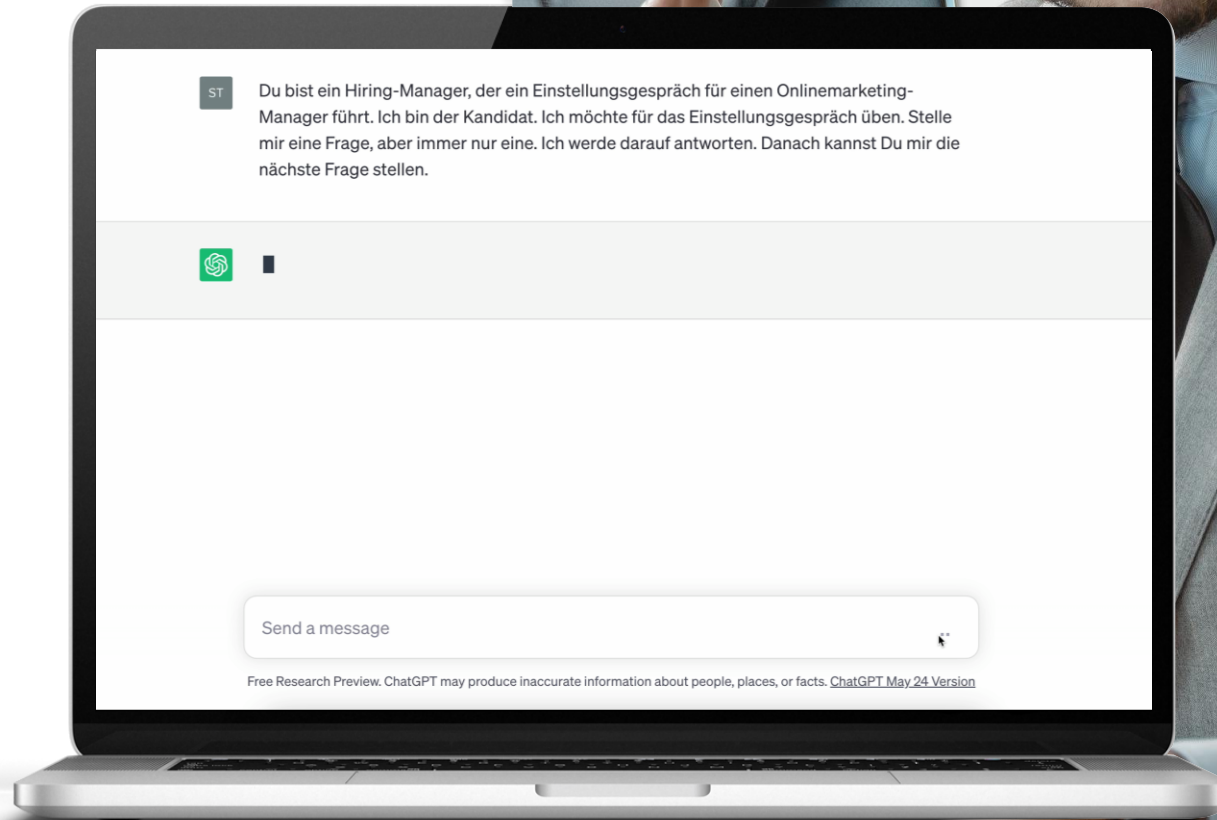 ST
Du bist ein Hiring-Manager, der ein Einstellungsgespräch für einen Onlinemarketing-
Manager führt. Ich bin der Kandidat. Ich möchte für das Einstellungsgespräch üben. Stelle
mir eine Frage, aber immer nur eine. Ich werde darauf antworten. Danach kannst Du mir die
nächste Frage stellen.
Send a message
Free Research Preview. ChatGPT may produce inaccurate information about people, places, or facts. ChatGPT May 24 Version